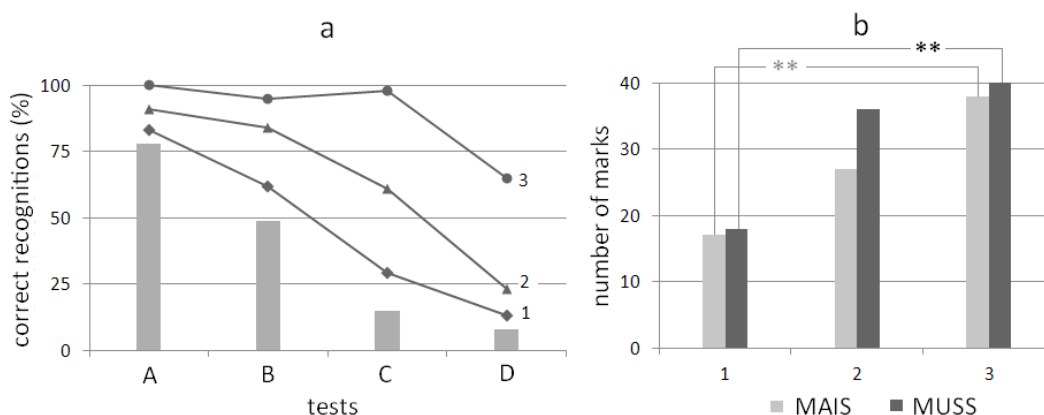 a
correct recognitions (%)
100
75
50
25
0
3
2
1
A B C D
tests
b
** **
number of marks
40
30
20
10
0
1 2 3
MAIS MUSS